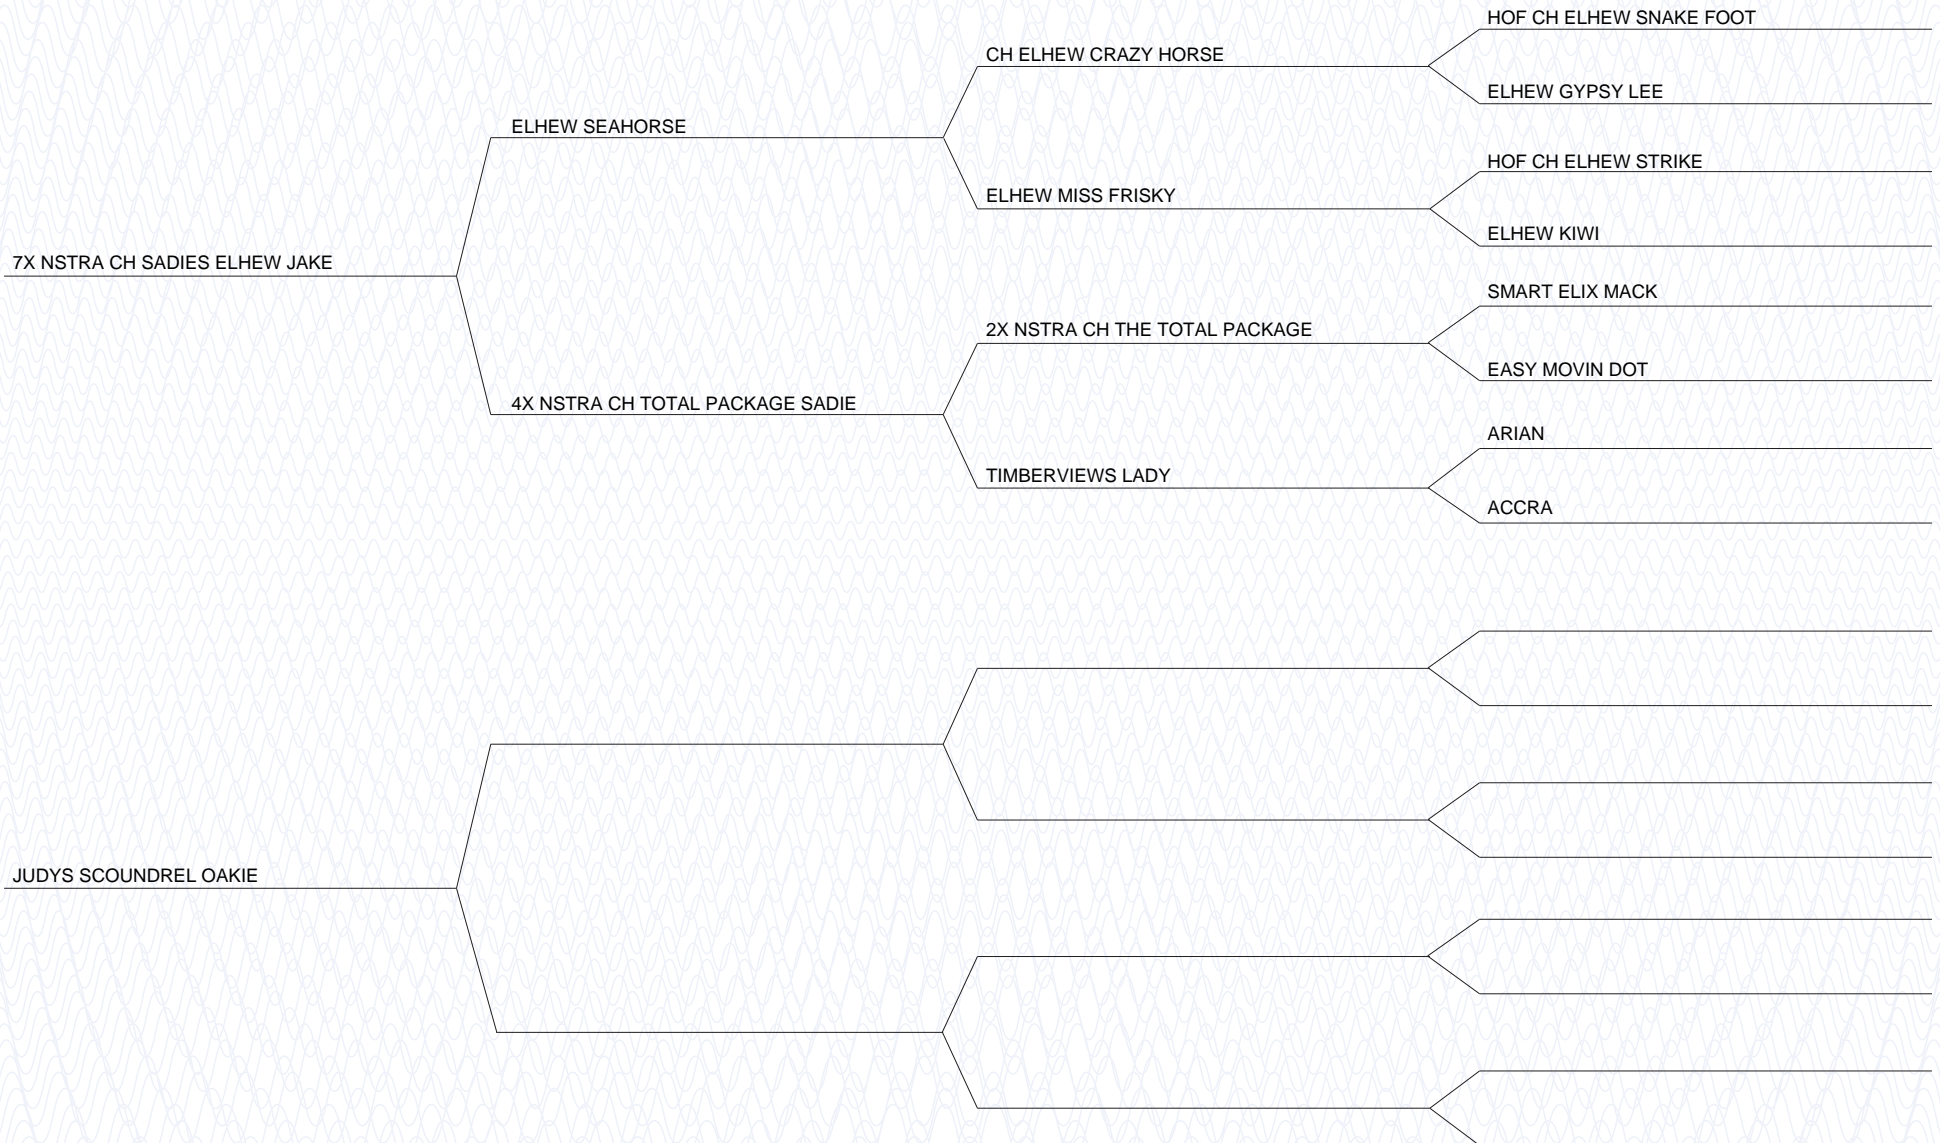 HOF CH ELHEW SNAKE FOOT
CH ELHEW CRAZY HORSE
ELHEW GYPSY LEE
ELHEW SEAHORSE
HOF CH ELHEW STRIKE
ELHEW MISS FRISKY
ELHEW KIWI
7X NSTRA CH SADIES ELHEW JAKE
SMART ELIX MACK
2X NSTRA CH THE TOTAL PACKAGE
EASY MOVIN DOT
4X NSTRA CH TOTAL PACKAGE SADIE
ARIAN
TIMBERVIEWS LADY
ACCRA
JUDYS SCOUNDREL OAKIE